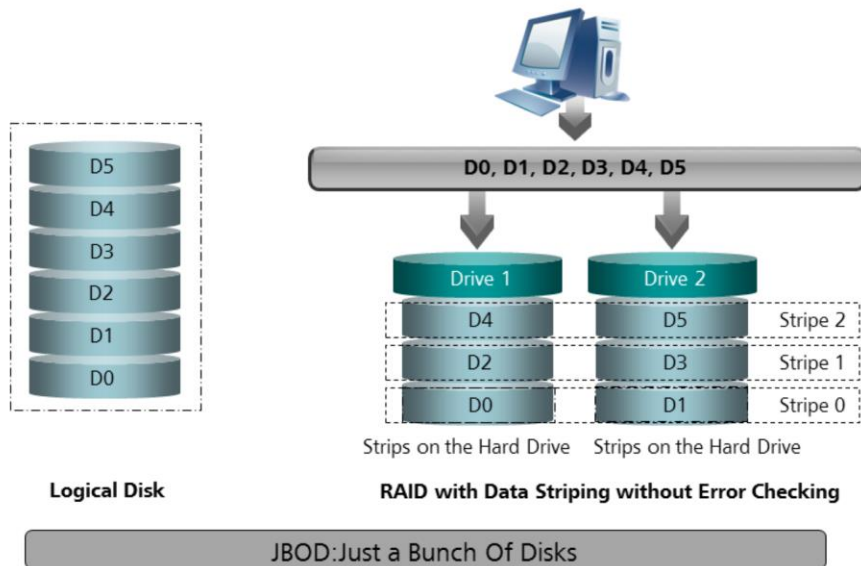 D0, D1, D2, D3, D4, D5
D5
D4
D3
D2
D1
D0
Drive 1 Drive 2
D4 D5 Stripe 2
D2 D3 Stripe 1
D0 D1 Stripe 0
Strips on the Hard Drive Strips on the Hard Drive
Logical Disk
RAID with Data Striping without Error Checking
JBOD:Just a Bunch Of Disks